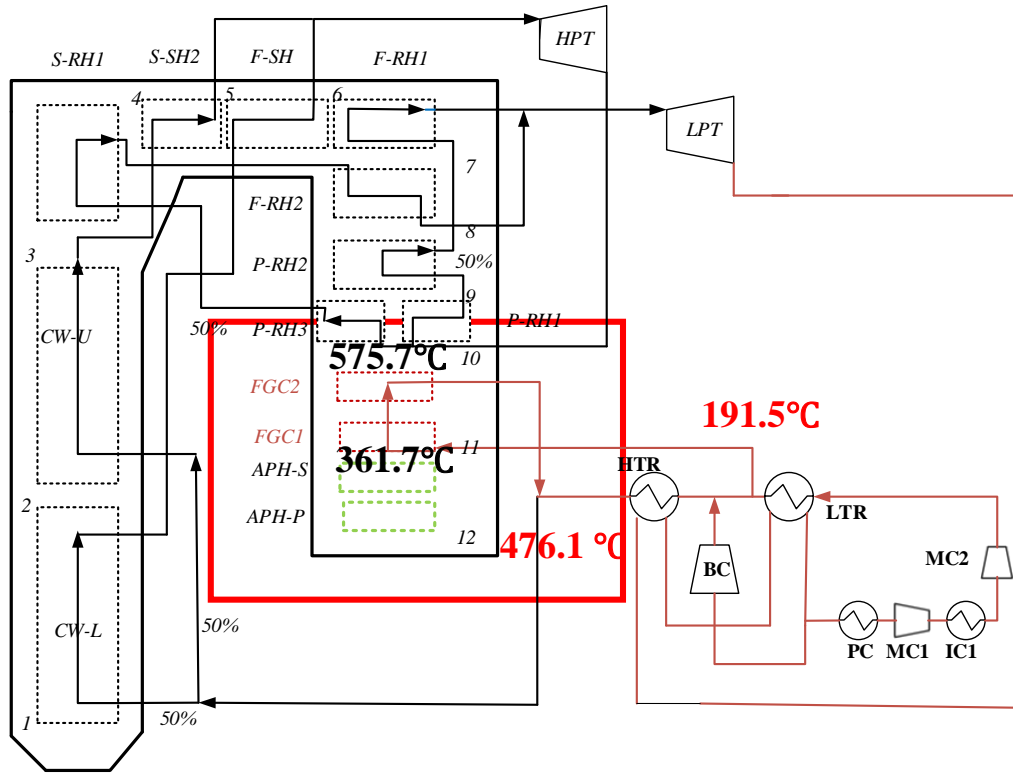 HPT
S-RH1
S-SH2
F-SH
F-RH1
4
5
6
LPT
7
F-RH2
8
3
P-RH2
50%
9
CW-U
50%
P-RH3
P-RH1
575.7℃
10
FGC2
191.5℃
FGC1
11
361.7℃
HTR
APH-S
2
APH-P
LTR
12
476.1 ℃
MC2
BC
CW-L
50%
PC
MC1
IC1
1
50%